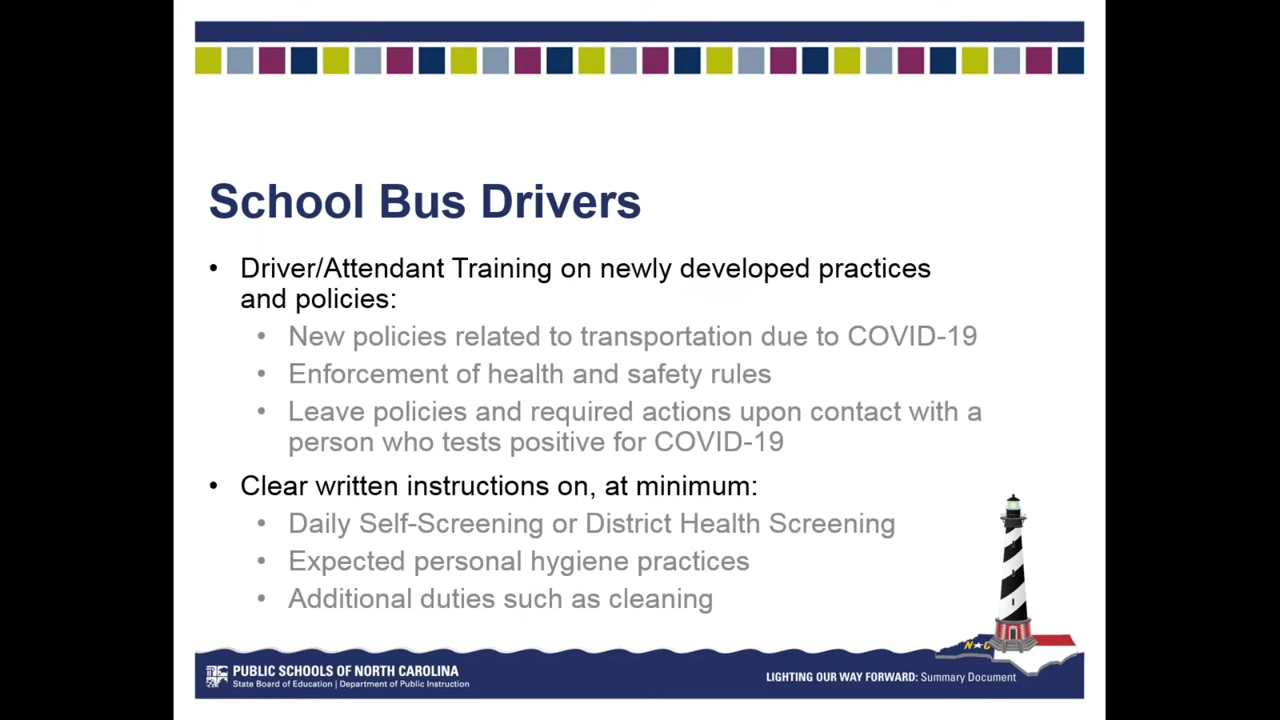 School Bus Drivers
• Driver/Attendant Training on newly developed practices
and policies:
• New policies related to transportation due to COVID-19
• Enforcement of health and safety rules
• Leave policies and required actions upon contact with a
person who tests positive for COVID-19
• Clear written instructions on, at minimum:
• Daily Self-Screening or District Health Screening
• Expected personal hygiene practices
• Additional duties such as cleaning
N★C
PUBLIC SCHOOLS OF NORTH CAROLINA
State Board of Education | Department of Public Instruction
LIGHTING OUR WAY FORWARD: Summary Document